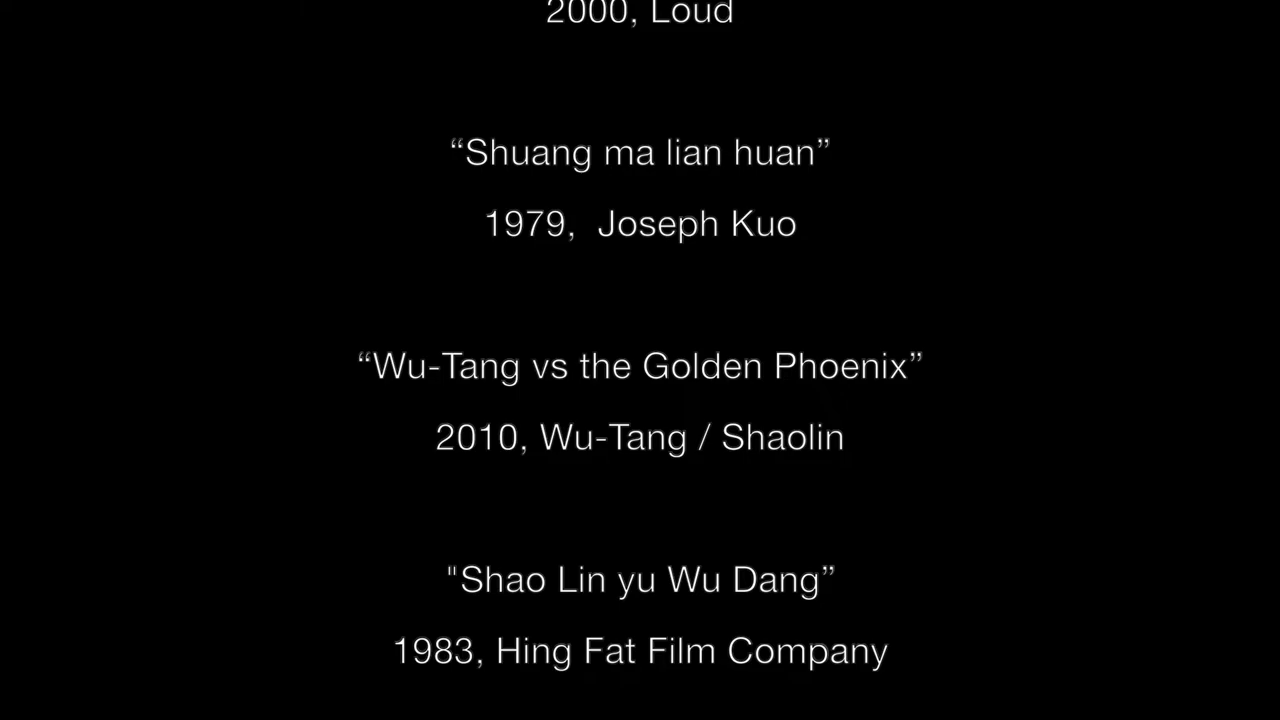 2000, Loud
“Shuang ma lian huan”
1979,  Joseph Kuo
“Wu-Tang vs the Golden Phoenix”
2010, Wu-Tang / Shaolin
"Shao Lin yu Wu Dang”
1983, Hing Fat Film Company